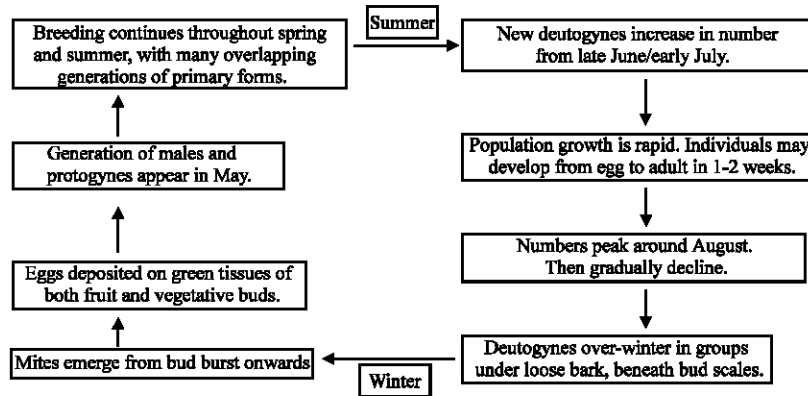 Breeding continues throughout spring
and summer, with many overlapping
generations of primary forms.
Summer
New deutogynes increase in number
from late June/early July.
Population growth is rapid. Individuals may
develop from egg to adult in 1-2 weeks.
Numbers peak around August.
Then gradually decline.
Deutogynes over-winter in groups
under loose bark, beneath bud scales.
Winter
Mites emerge from bud burst onwards
Eggs deposited on green tissues of
both fruit and vegetative buds.
Generation of males and
protogynes appear in May.